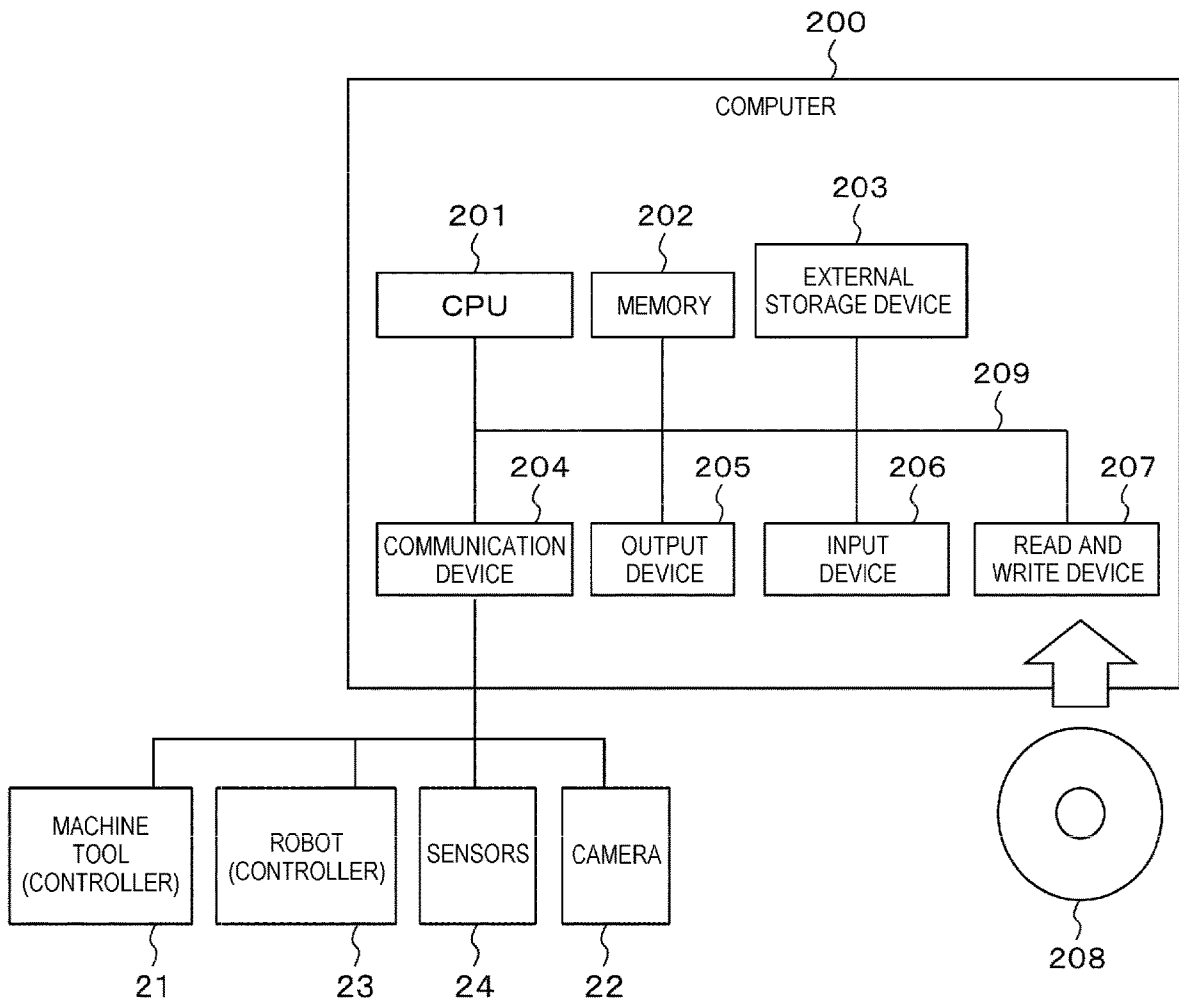 200
COMPUTER
201
202
203
CPU
MEMORY
EXTERNAL
STORAGE DEVICE
209
204
205
206
207
COMMUNICATION
DEVICE
OUTPUT
DEVICE
INPUT
DEVICE
READ AND
WRITE DEVICE
MACHINE
TOOL
(CONTROLLER)
ROBOT
(CONTROLLER)
SENSORS
CAMERA
21
23
24
22
208